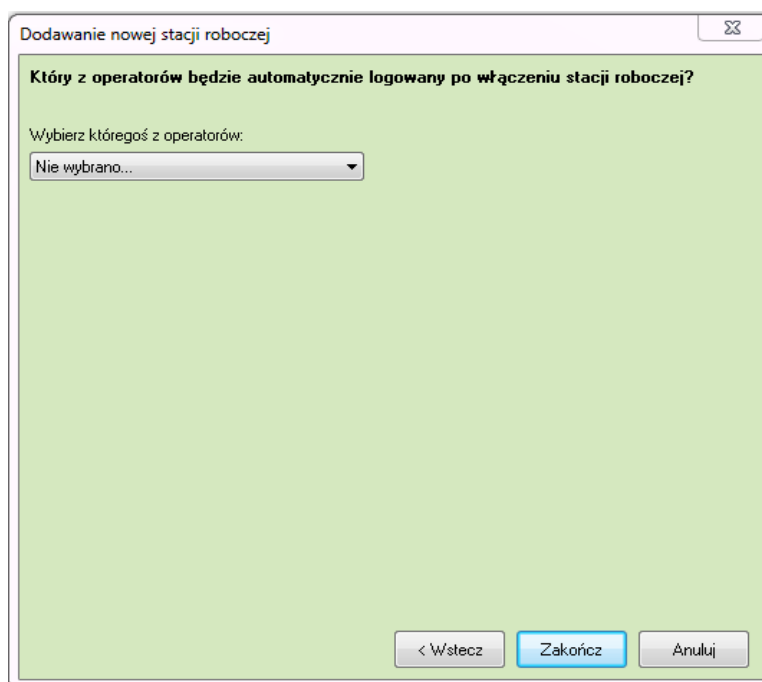 Dodawanie nowej stacji roboczej
Który z operatorów będzie automatycznie logowany po włączeniu stacji roboczej?
Wybierz któregoś z operatorów:
Nie wybrano...
< Wstecz
Zakończ
Anuluj